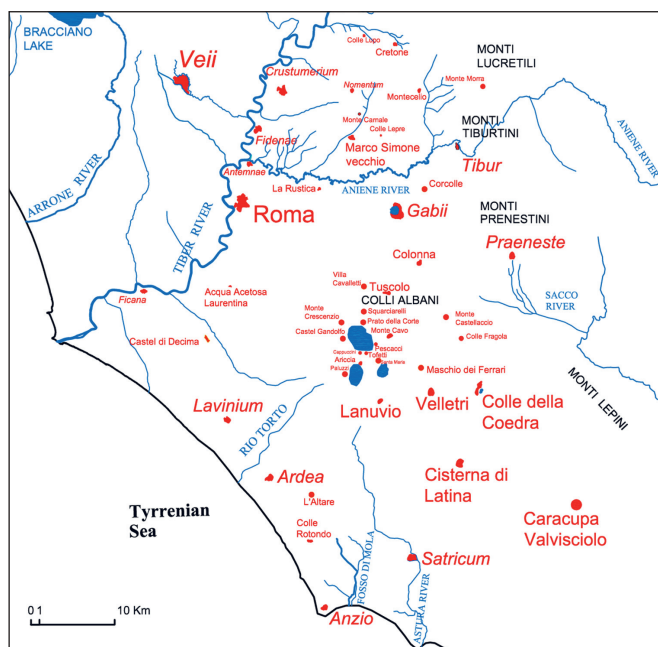 BRACCIANO
LAKE
Veii
Colle Lupo
Cretone
MONTI
LUCRETILI
Crustumerium
Nomentum
Montecelio
Monte Morra
Monte Carnale
Colle Lepre
Fidenae
Marco Simone
vecchio
MONTI
TIBURTINI
Tibur
ANIENE RIVER
ARRONE RIVER
TIBER RIVER
Antemnae
La Rustica
ANIENE RIVER
Corcolle
Roma
Gabii
MONTI
PRENESTINI
Praeneste
Colonna
Ficana
Acqua Acetosa
Laurentina
Villa
Cavalletti
Tuscolo
COLLI ALBANI
SACCO
RIVER
Squarciarelli
Monte
Crescenzio
Prato della Corte
Monte
Castellaccio
Castel di Decima
Castel Gandolfo
Monte Cavo
Colle Fragola
Pescacci
Cappuccini
Tofetti
Ariccia
Santa Maria
Paluzzi
Maschio dei Ferrari
MONTI LEPINI
Lavinium
RIO TORTO
Lanuvio
Velletri
Colle della
Coedra
Ardea
Cisterna di
Latina
L'Altare
Tyrrenian
Sea
Colle
Rotondo
Caracupa
Valvisciolo
FOSSO DI MOLA
Satricum
ASTURA RIVER
Anzio
0 1 10 Km